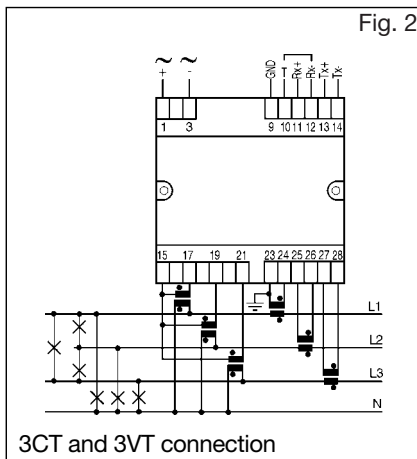 Fig. 2
~ ~
+ -
GND T Rx+ Rx- Tx+ Tx-
1 3 9 10 11 12 13 14
15 17 19 21 23 24 25 26 27 28
L1
L2
L3
N
3CT and 3VT connection